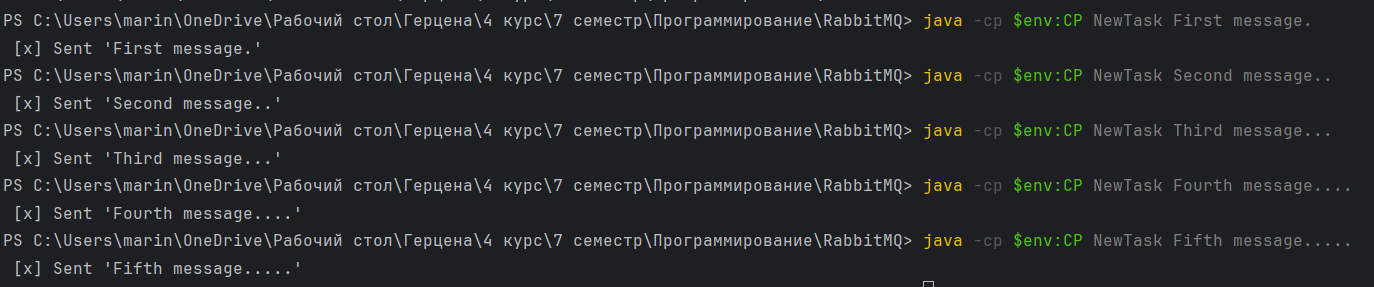 PS C:\Users\marin\OneDrive\Рабочий стол\Герцена\4 курс\7 семестр\Программирование\RabbitMQ> java -cp $env:CP NewTask First message.
[x] Sent 'First message.'
PS C:\Users\marin\OneDrive\Рабочий стол\Герцена\4 курс\7 семестр\Программирование\RabbitMQ> java -cp $env:CP NewTask Second message..
[x] Sent 'Second message..'
PS C:\Users\marin\OneDrive\Рабочий стол\Герцена\4 курс\7 семестр\Программирование\RabbitMQ> java -cp $env:CP NewTask Third message...
[x] Sent 'Third message...'
PS C:\Users\marin\OneDrive\Рабочий стол\Герцена\4 курс\7 семестр\Программирование\RabbitMQ> java -cp $env:CP NewTask Fourth message....
[x] Sent 'Fourth message....'
PS C:\Users\marin\OneDrive\Рабочий стол\Герцена\4 курс\7 семестр\Программирование\RabbitMQ> java -cp $env:CP NewTask Fifth message.....
[x] Sent 'Fifth message.....'